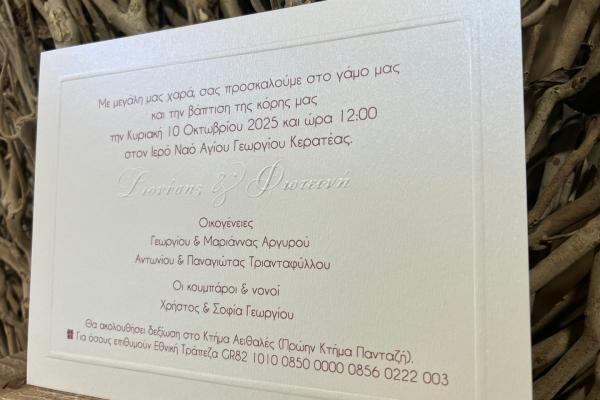 Με μεγάλη μας χαρά, σας προσκαλούμε στο γάμο μας
και την βάπτιση της κόρης μας
την Κυριακή 10 Οκτωβρίου 2025 και ώρα 12:00
στον Ιερό Ναό Αγίου Γεωργίου Κερατέας.
Διονύσης & Φωτεινή
Οικογένειες
Γεωργίου & Μαριάννας Αργυρού
Αντωνίου & Παναγιώτας Τριανταφύλλου
Οι κουμπάροι & νονοί
Χρήστος & Σοφία Γεωργίου
Θα ακολουθήσει δεξίωση στο Κτήμα Αειθαλές (Πρώην Κτήμα Πανταζή).
Για όσους επιθυμούν Εθνική Τράπεζα GR82 1010 0850 0000 0856 0222 003